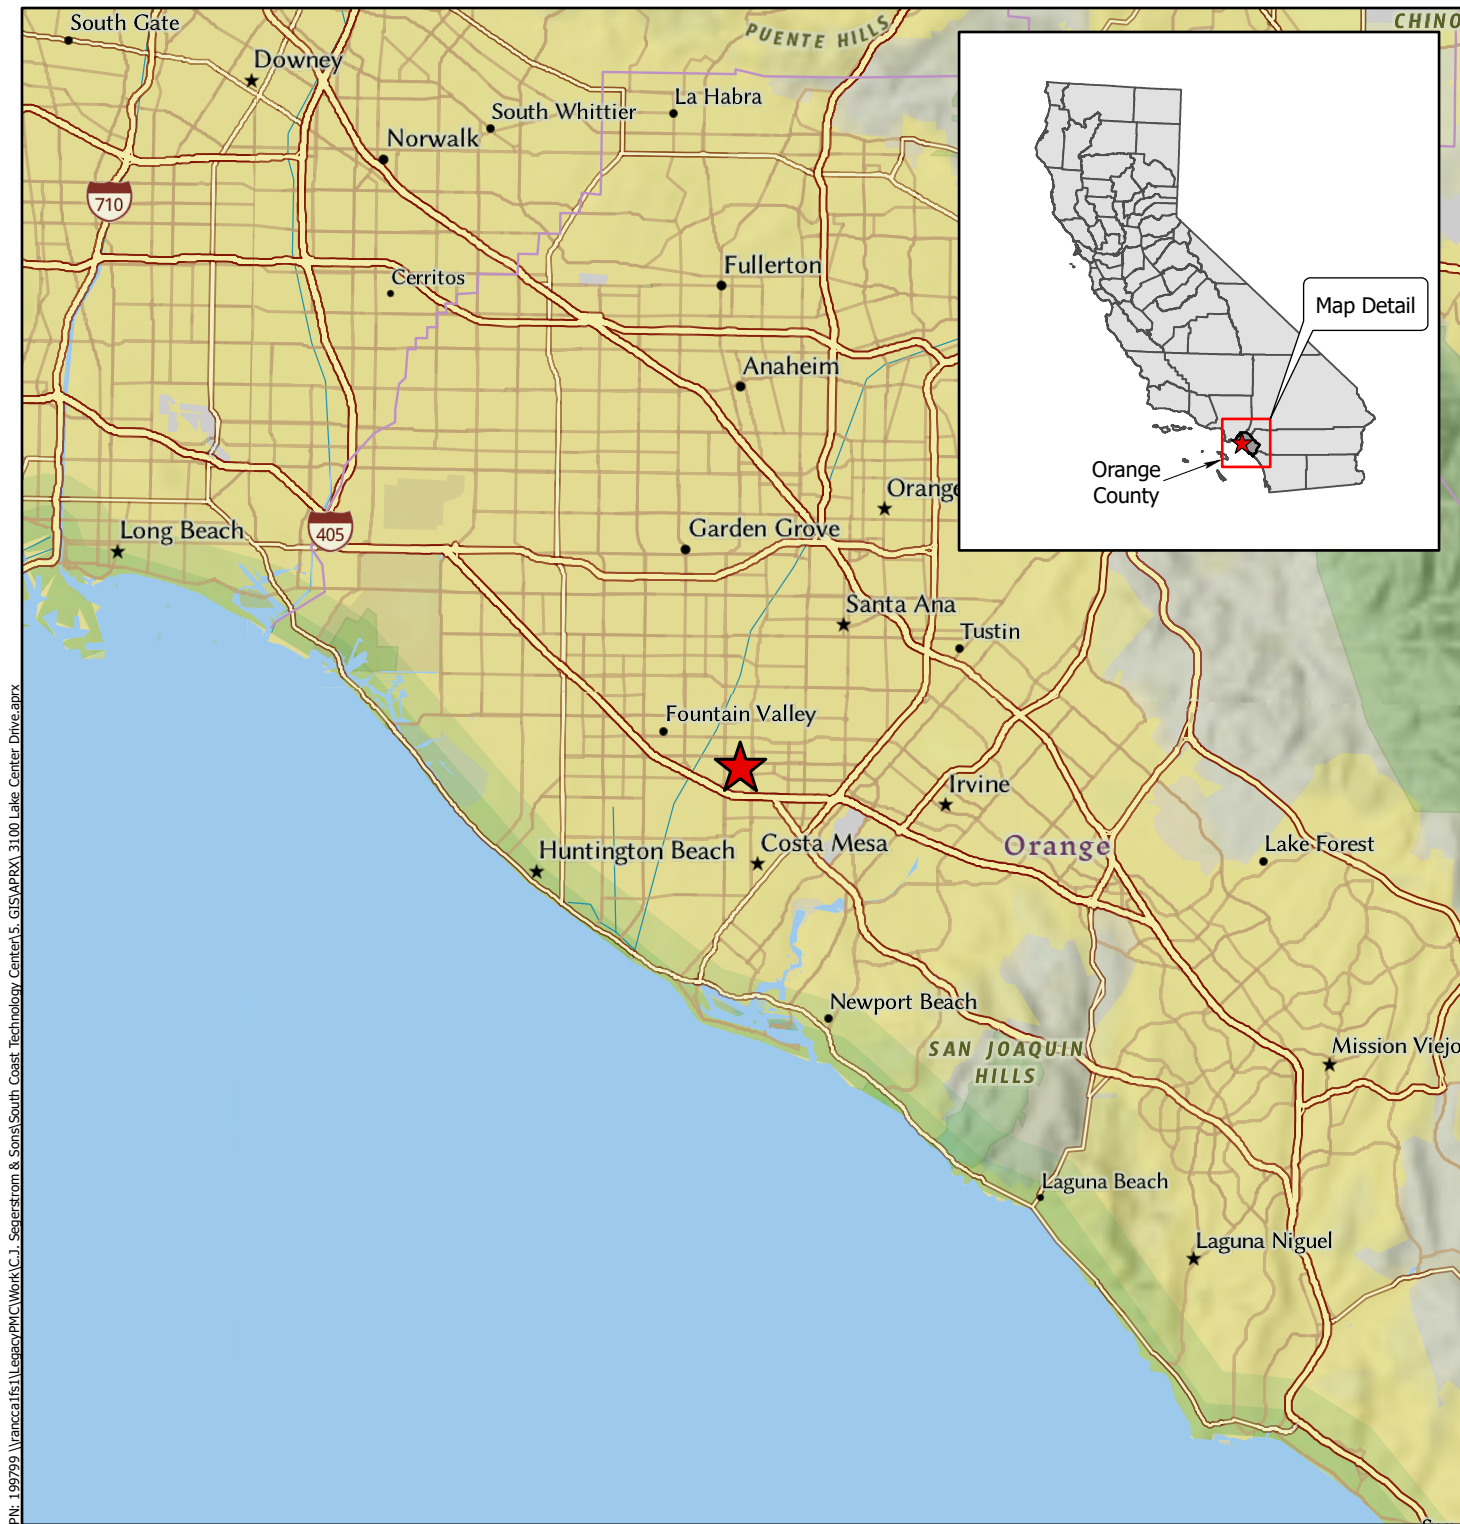 South Gate
Downey
PUENTE HILLS
CHINO
South Whittier
La Habra
Norwalk
710
Cerritos
Fullerton
Map Detail
Anaheim
Orange
County
Orange
Long Beach
405
Garden Grove
Santa Ana
Tustin
Fountain Valley
Irvine
Huntington Beach
Costa Mesa
Orange
Lake Forest
Newport Beach
SAN JOAQUIN
HILLS
Mission Viejo
Laguna Beach
Laguna Niguel
PN: 199799 \\rancca1fs1\LegacyPMC\Work\C.J. Segerstrom & Sons\South Coast Technology Center\5. GIS\APRX\ 3100 Lake Center Drive.aprx